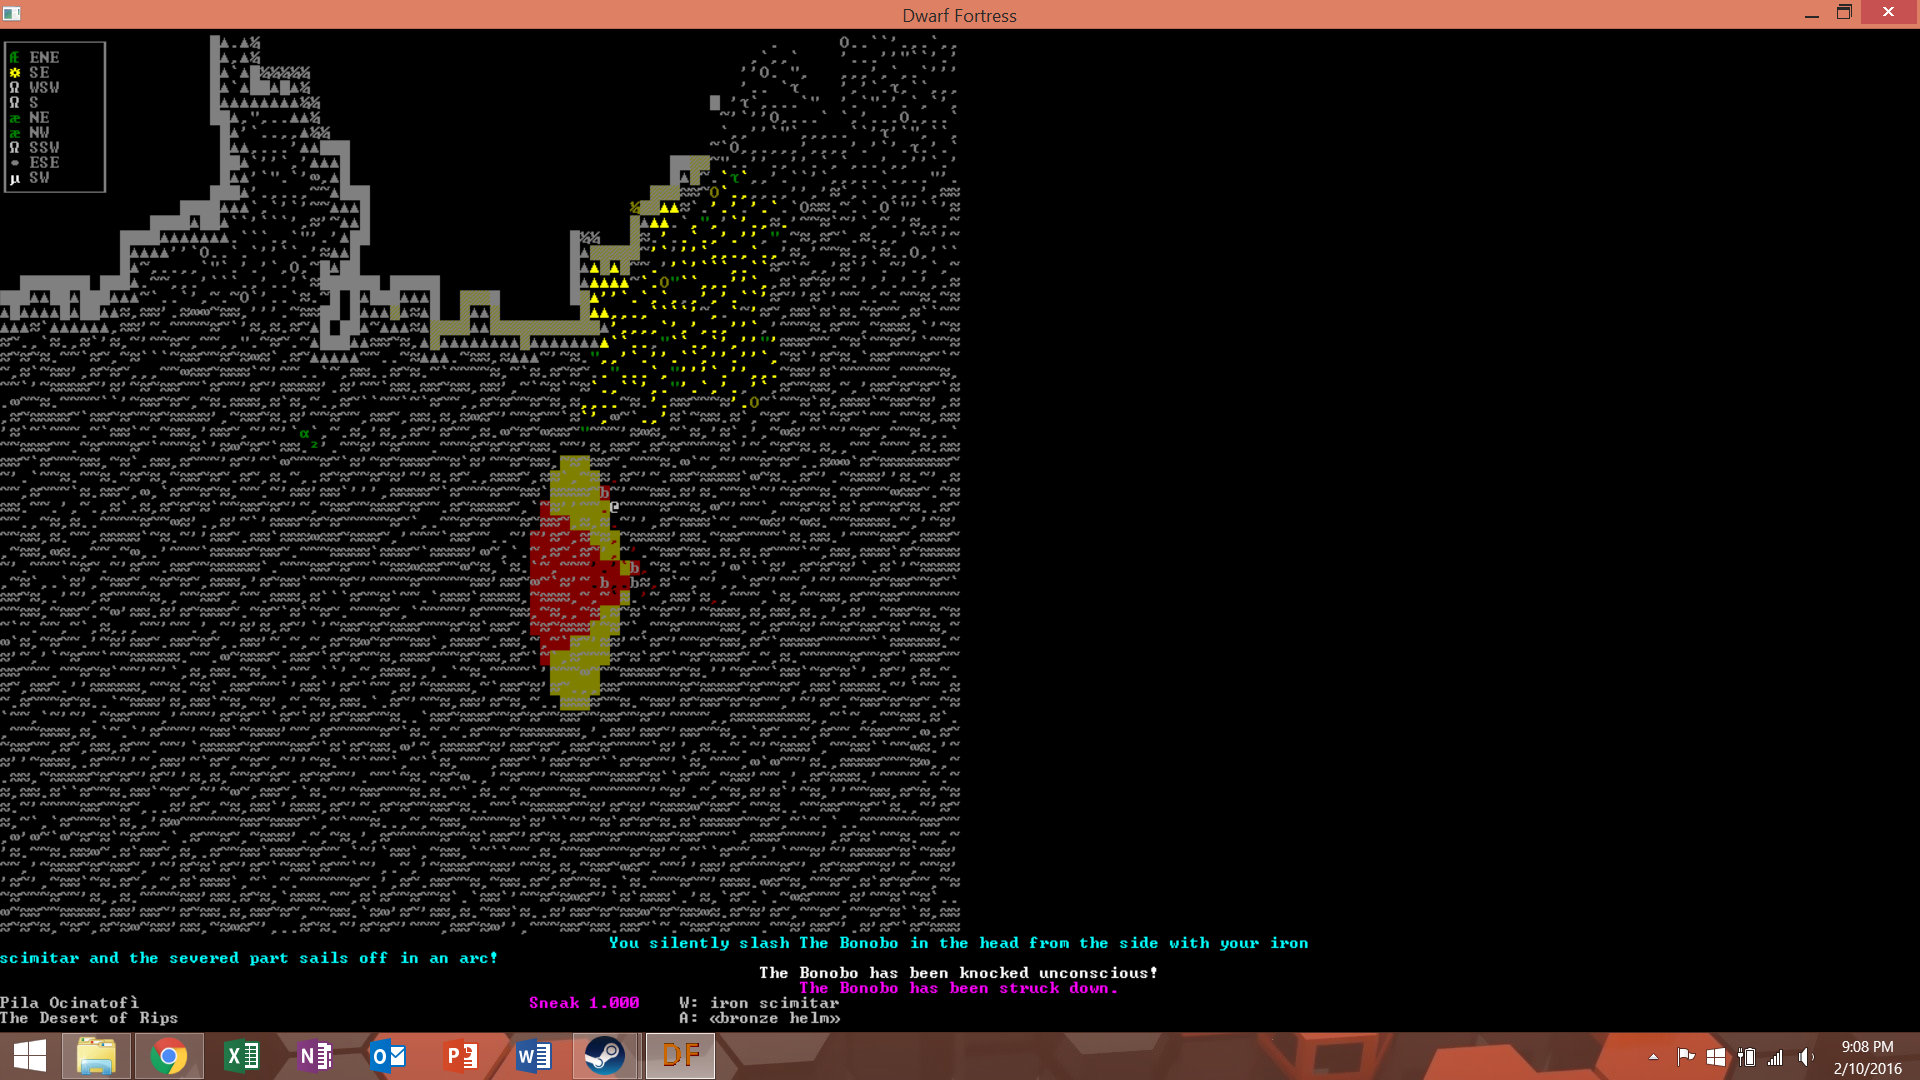 Dwarf Fortress
Æ ENE
☼ SE
Ω WSW
Ω S
æ NE
æ NW
Ω SSW
ESE
µ SW
You silently slash The Bonobo in the head from the side with your iron
scimitar and the severed part sails off in an arc!
The Bonobo has been knocked unconscious!
The Bonobo has been struck down.
Pila Ocinatofì
Sneak 1.000
W: iron scimitar
The Desert of Rips
A: «bronze helm»
DF
9:08 PM
2/10/2016